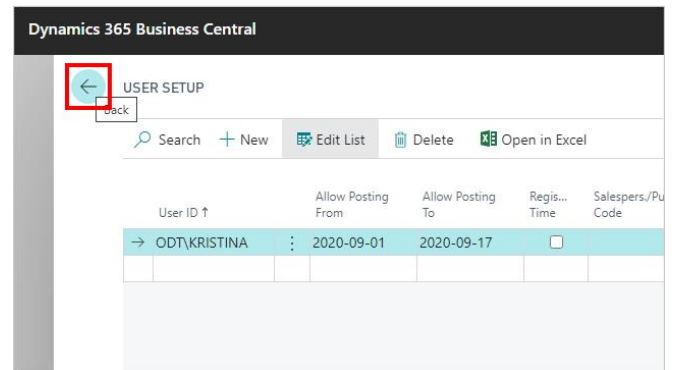 Dynamics 365 Business Central
← USER SETUP
Back
Search + New Edit List Delete Open in Excel
Allow Posting Allow Posting Regis... Salespers./Pu
User ID ↑ From To Time Code
→ ODT\KRISTINA ⋮ 2020-09-01 2020-09-17